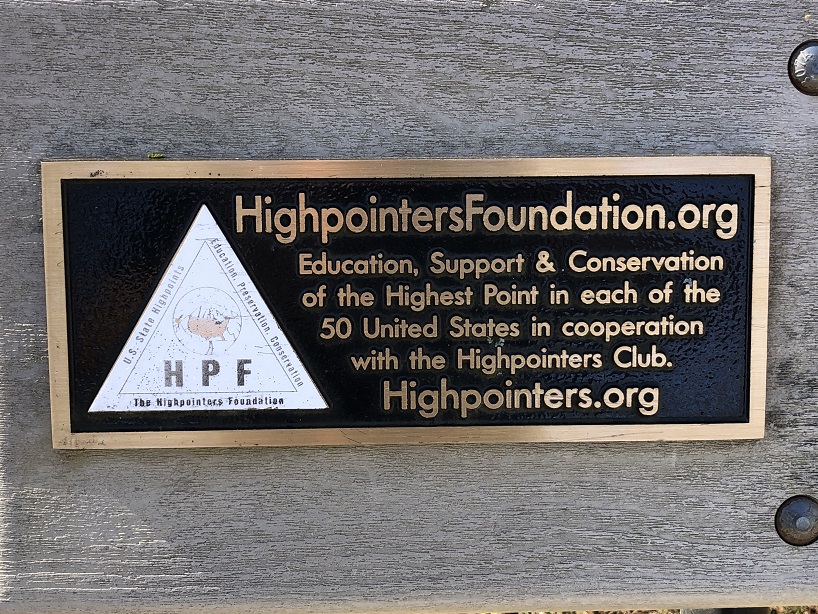 HighpointersFoundation.org
Education, Support & Conservation
of the Highest Point in each of the
50 United States in cooperation
with the Highpointers Club.
Highpointers.org
U.S. State Highpoints
Education, Preservation, Conservation
HPF
The Highpointers Foundation